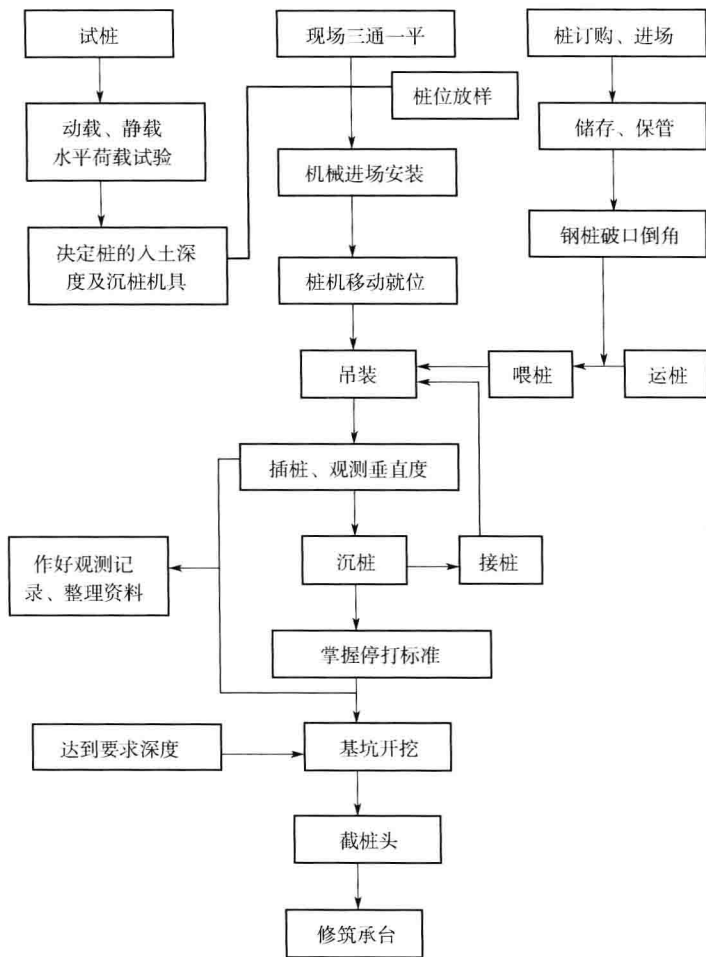 试桩
现场三通一平
桩订购、进场
桩位放样
动载、静载
水平荷载试验
储存、保管
机械进场安装
决定桩的入土深
度及沉桩机具
钢桩破口倒角
桩机移动就位
吊装
喂桩
运桩
插桩、观测垂直度
作好观测记
录、整理资料
沉桩
接桩
掌握停打标准
达到要求深度
基坑开挖
截桩头
修筑承台